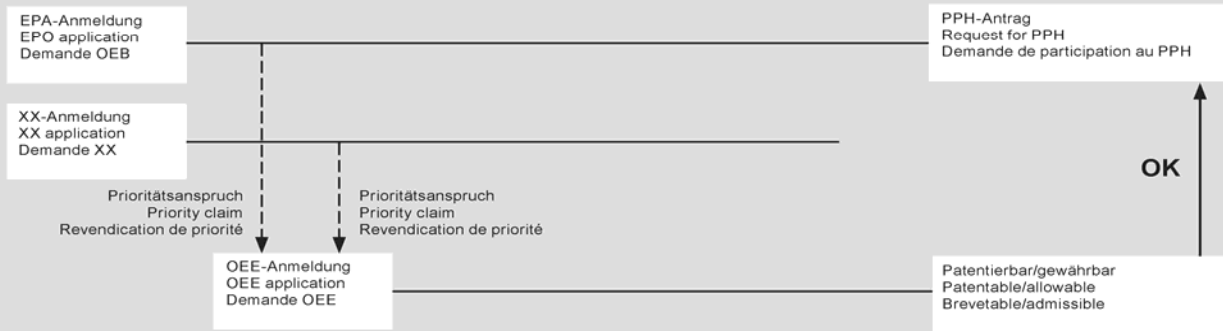 EPA-Anmeldung
EPO application
Demande OEB
PPH-Antrag
Request for PPH
Demande de participation au PPH
XX-Anmeldung
XX application
Demande XX
OK
Prioritätsanspruch
Priority claim
Revendication de priorité
Prioritätsanspruch
Priority claim
Revendication de priorité
OEE-Anmeldung
OEE application
Demande OEE
Patentierbar/gewährbar
Patentable/allowable
Brevetable/admissible